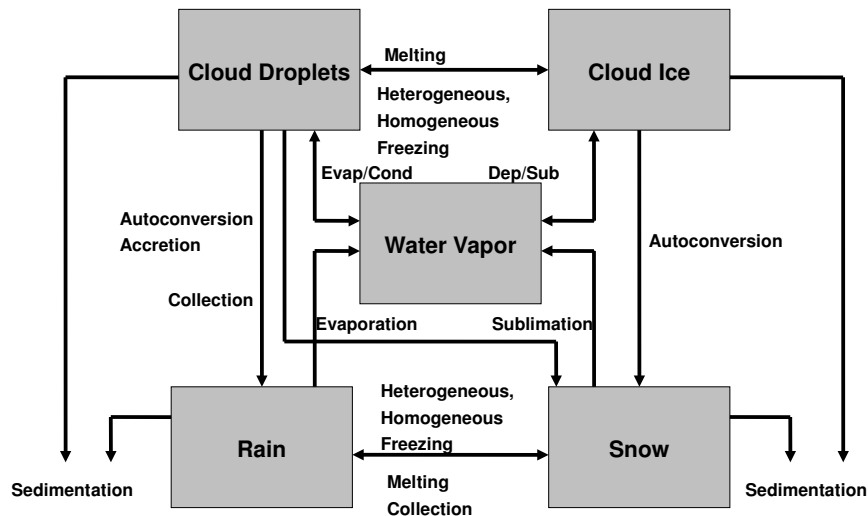 Cloud Droplets
Melting
Cloud Ice
Heterogeneous,
Homogeneous
Freezing
Evap/Cond
Dep/Sub
Autoconversion
Accretion
Water Vapor
Autoconversion
Collection
Evaporation
Sublimation
Heterogeneous,
Homogeneous
Freezing
Rain
Snow
Melting
Collection
Sedimentation
Sedimentation